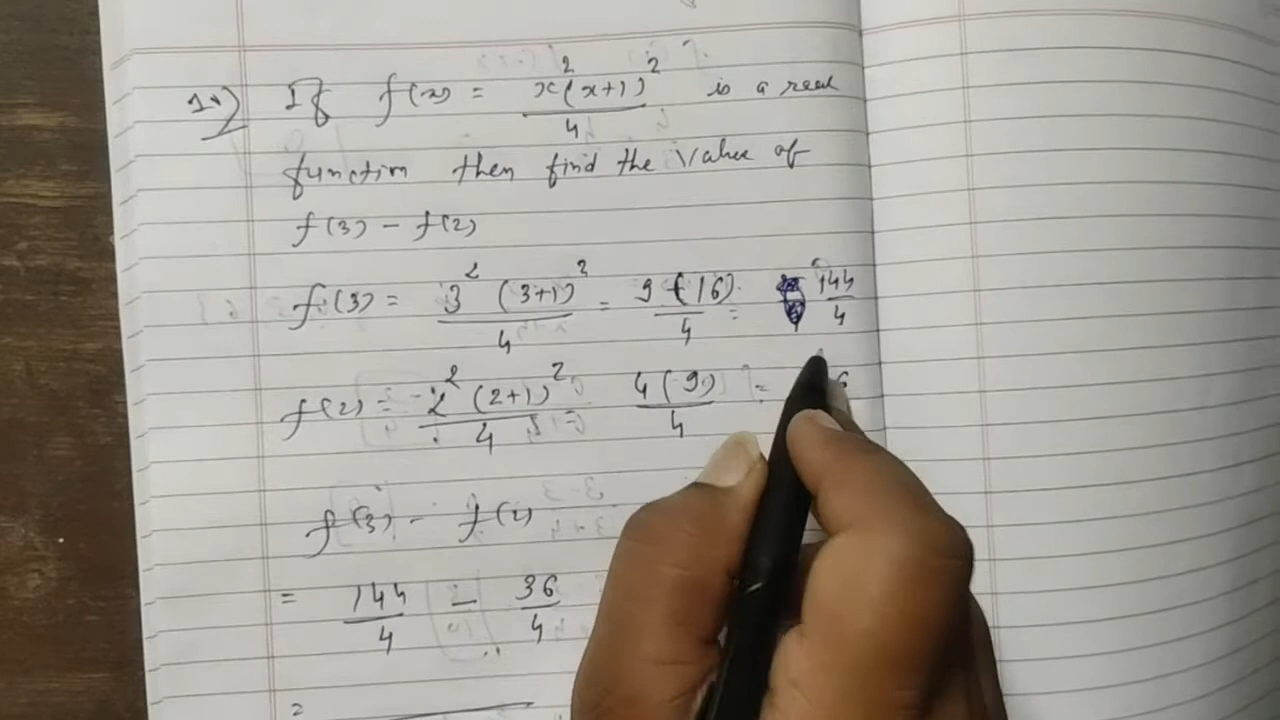 1») If f(x) = x²(x+1)²/4 is a real
function then find the value of
f(3) - f(2)
f(3) = 3²(3+1)²/4 = 9(16)/4 = 144/4
f(2) = 2²(2+1)²/4 4(9)/4 = 6
f(3) - f(2)
= 144/4 - 36/4
=